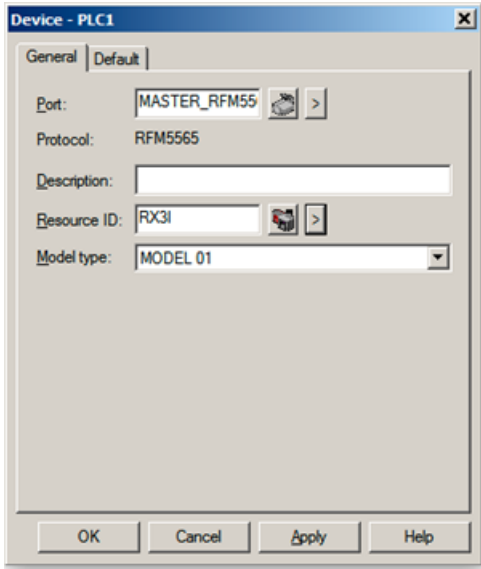 Device - PLC1
General Default
Port: MASTER_RFM55 >
Protocol: RFM5565
Description:
Resource ID: RX3I >
Model type: MODEL 01
OK Cancel Apply Help